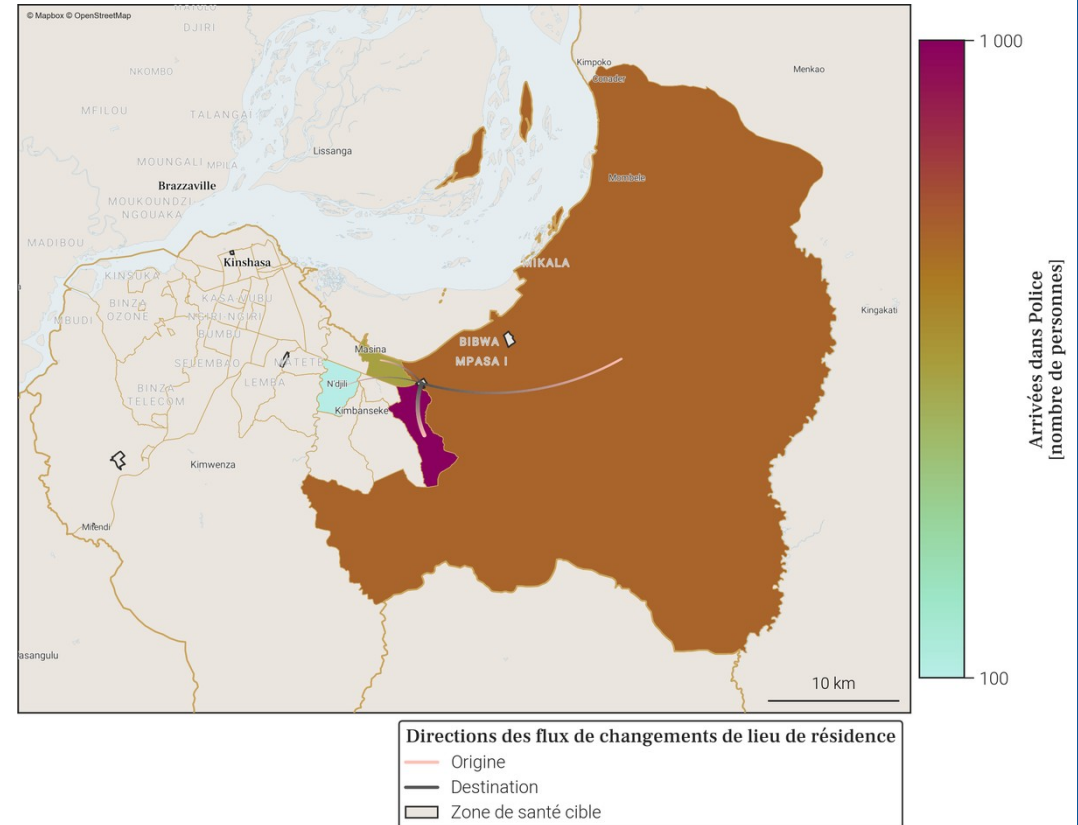 © Mapbox © OpenStreetMap
DJIRI
NKOMBO
MFILOU
TALANGAI
Kimpoko
Menkao
Lissanga
MOUNGALI
MPILA
Brazzaville
MOUKOUNDZI
NGOUAKA
Mombele
MADIBOU
Kinshasa
MIKALA
KINSUKA
KASA-VUBU
BINZA
OZONE
NGIRI-NGIRI
MBUDI
BUMBU
Kingakati
Masina
BIBWA
MPASA I
SELEMBAO
MATETE
N'djili
LEMBA
BINZA
TELECOM
Kimbanseke
Kimwenza
Mitendi
asangulu
10 km
1 000
100
Arrivées dans Police
[nombre de personnes]
Directions des flux de changements de lieu de résidence
Origine
Destination
Zone de santé cible